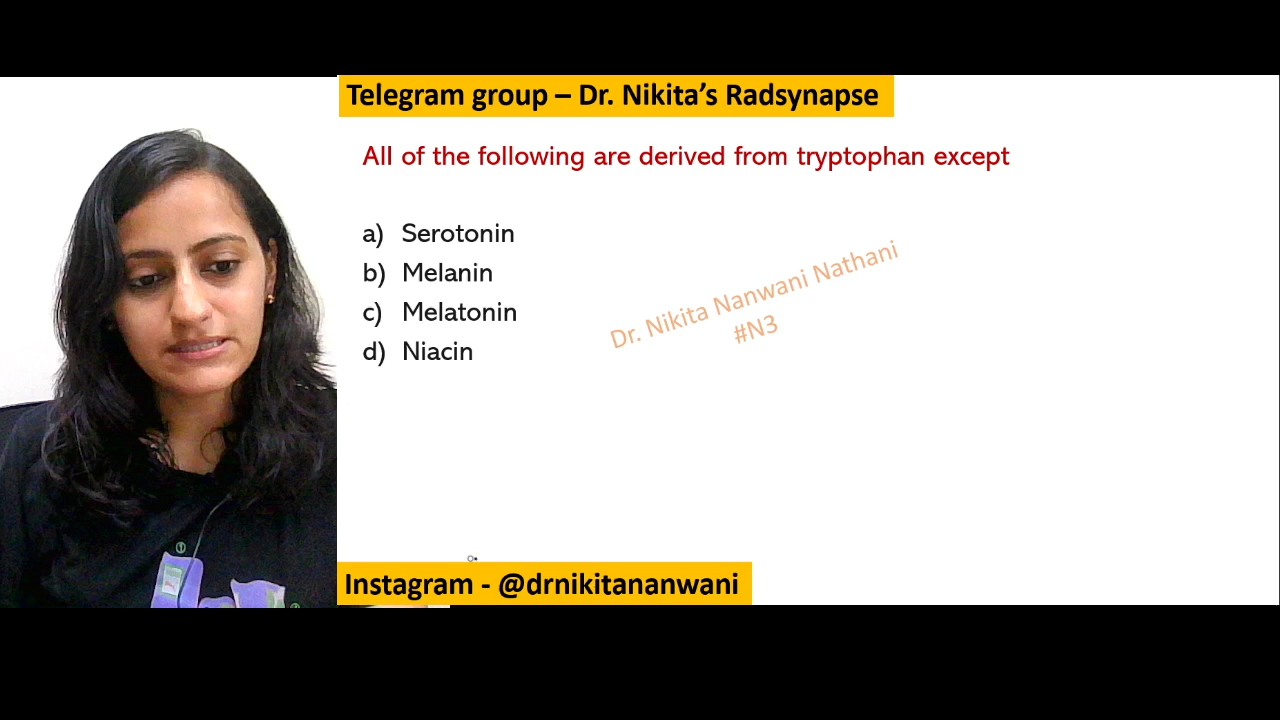 Telegram group – Dr. Nikita's Radsynapse
All of the following are derived from tryptophan except
a) Serotonin
b) Melanin
c) Melatonin
d) Niacin
Dr. Nikita Nanwani Nathani
#N3
Instagram - @drnikitananwani